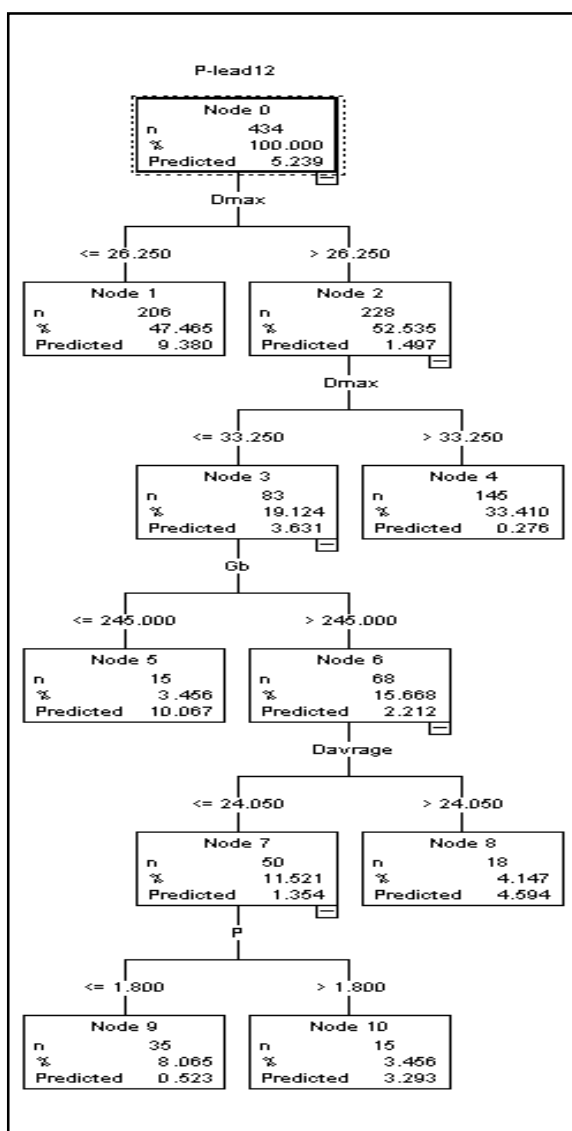 P-lead12
Node 0
n 434
% 100.000
Predicted 5.239
Dmax
<= 26.250 > 26.250
Node 1 Node 2
n 206 n 228
% 47.465 % 52.535
Predicted 9.380 Predicted 1.497
Dmax
<= 33.250 > 33.250
Node 3 Node 4
n 83 n 145
% 19.124 % 33.410
Predicted 3.631 Predicted 0.276
Gb
<= 245.000 > 245.000
Node 5 Node 6
n 15 n 68
% 3.456 % 15.668
Predicted 10.067 Predicted 2.212
Davrage
<= 24.050 > 24.050
Node 7 Node 8
n 50 n 18
% 11.521 % 4.147
Predicted 1.354 Predicted 4.594
P
<= 1.800 > 1.800
Node 9 Node 10
n 35 n 15
% 8.065 % 3.456
Predicted 0.523 Predicted 3.293